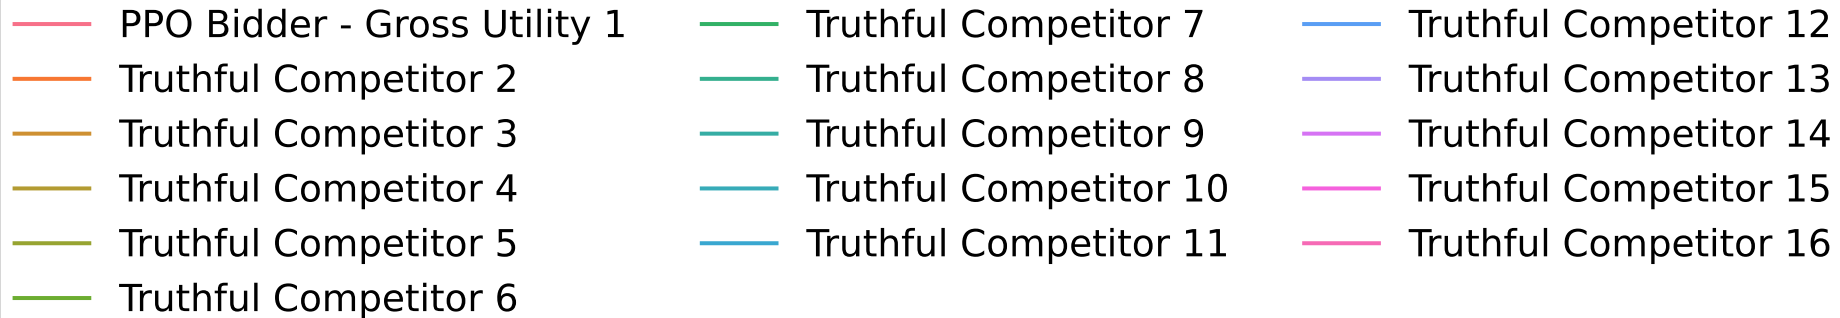 PPO Bidder - Gross Utility 1
Truthful Competitor 2
Truthful Competitor 3
Truthful Competitor 4
Truthful Competitor 5
Truthful Competitor 6
Truthful Competitor 7
Truthful Competitor 8
Truthful Competitor 9
Truthful Competitor 10
Truthful Competitor 11
Truthful Competitor 12
Truthful Competitor 13
Truthful Competitor 14
Truthful Competitor 15
Truthful Competitor 16